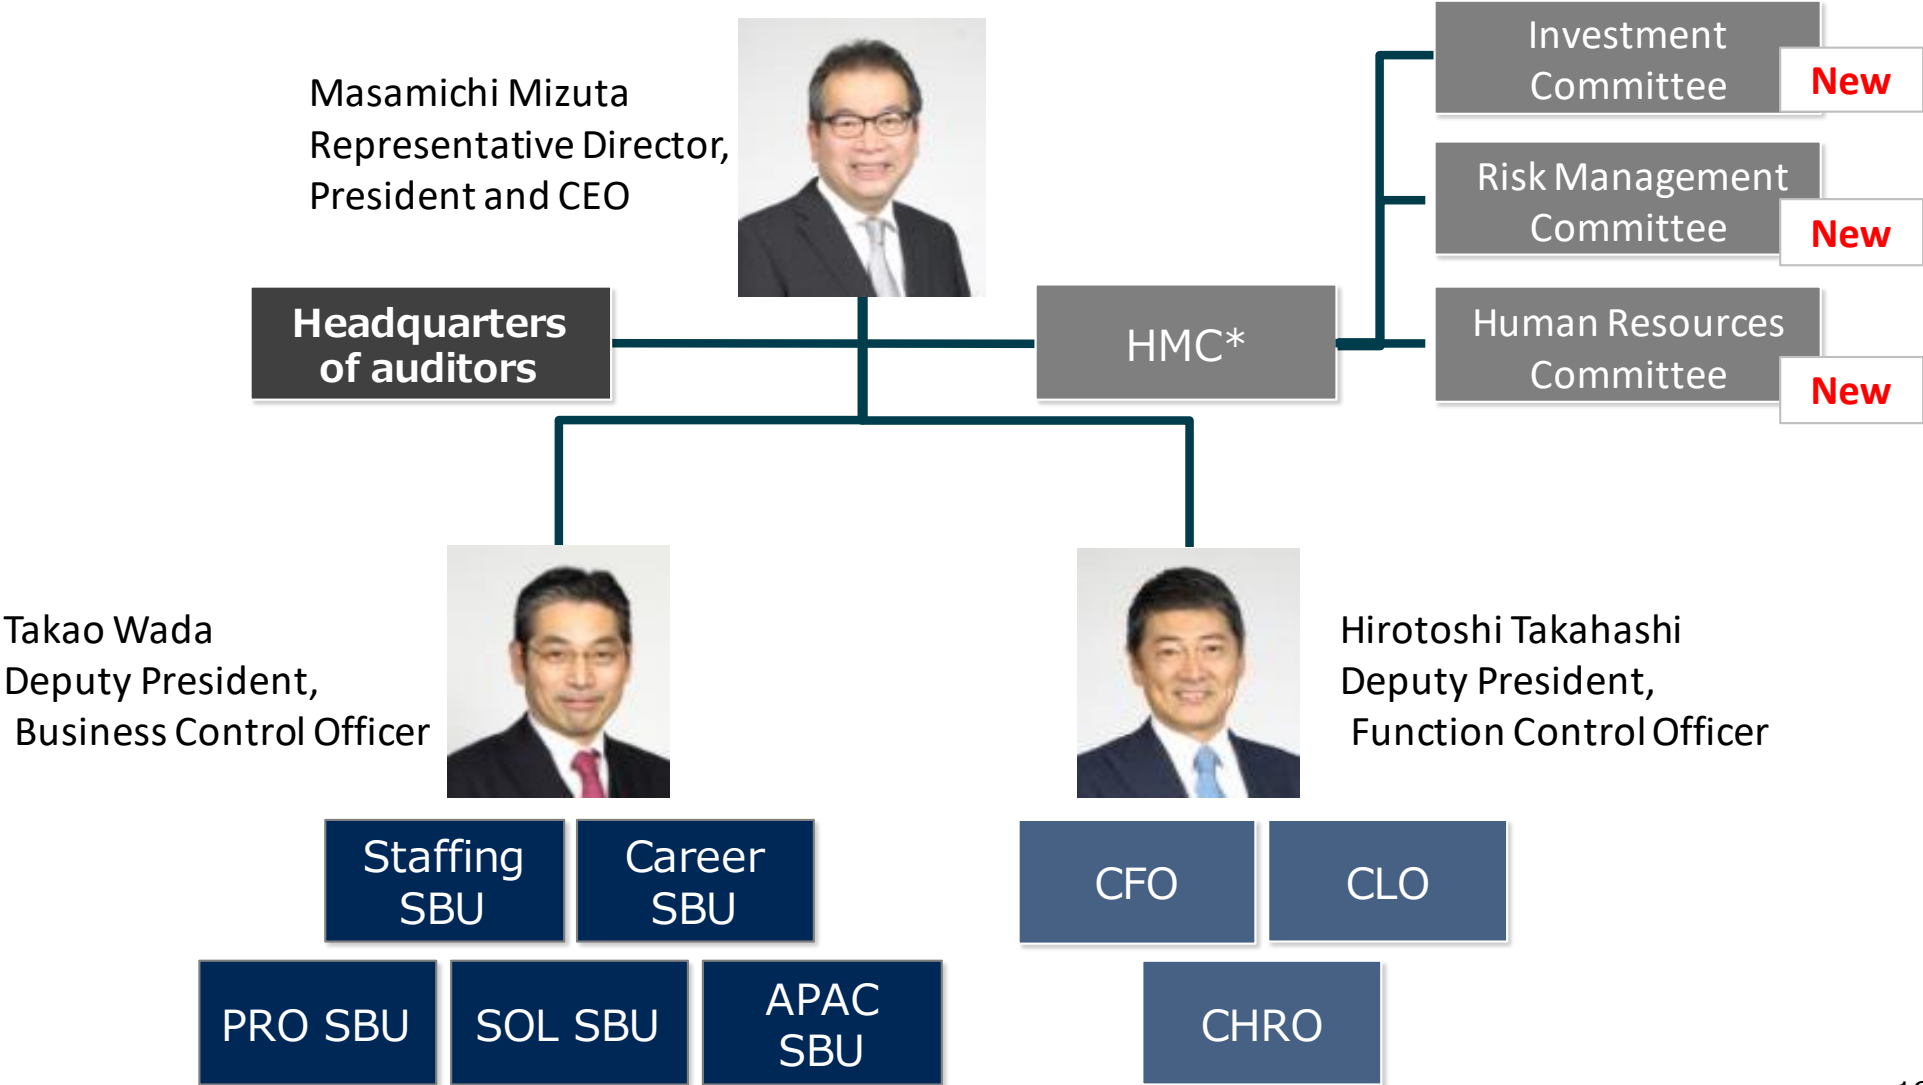 Masamichi Mizuta
Representative Director,
President and CEO
Investment
Committee
New
Risk Management
Committee
New
Headquarters
of auditors
HMC*
Human Resources
Committee
New
Takao Wada
Deputy President,
Business Control Officer
Hirotoshi Takahashi
Deputy President,
Function Control Officer
Staffing
SBU
Career
SBU
CFO
CLO
PRO SBU
SOL SBU
APAC
SBU
CHRO